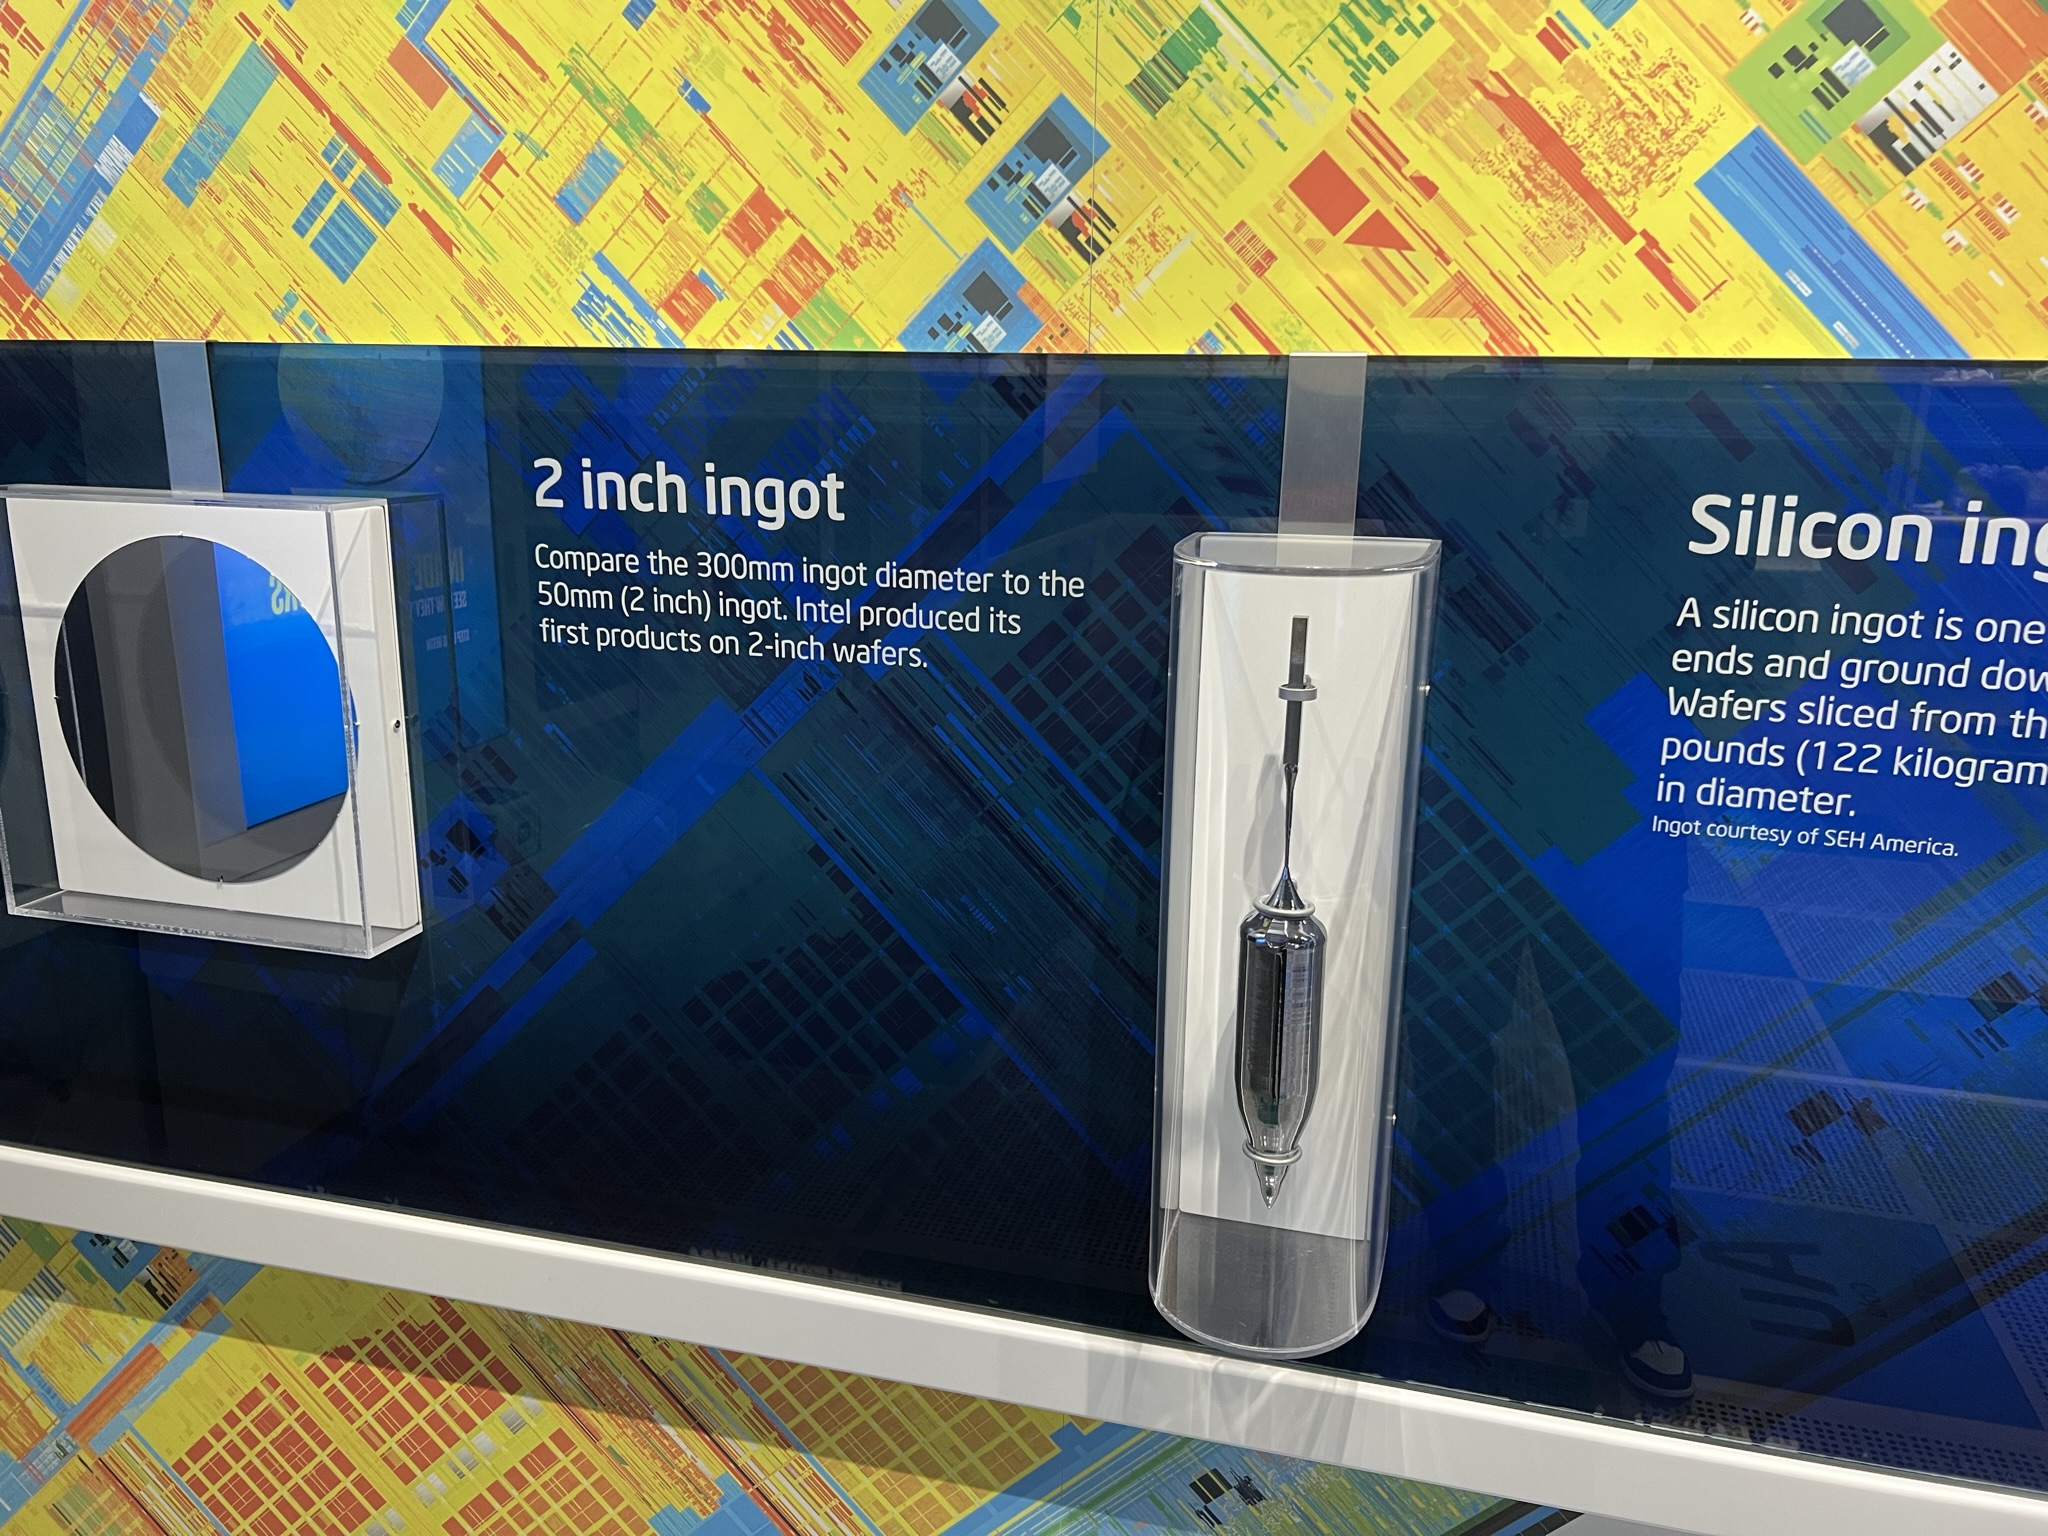 2 inch ingot
Compare the 300mm ingot diameter to the
50mm (2 inch) ingot. Intel produced its
first products on 2-inch wafers.
Silicon ing
A silicon ingot is one
ends and ground dow
Wafers sliced from th
pounds (122 kilogram
in diameter.
Ingot courtesy of SEH America.